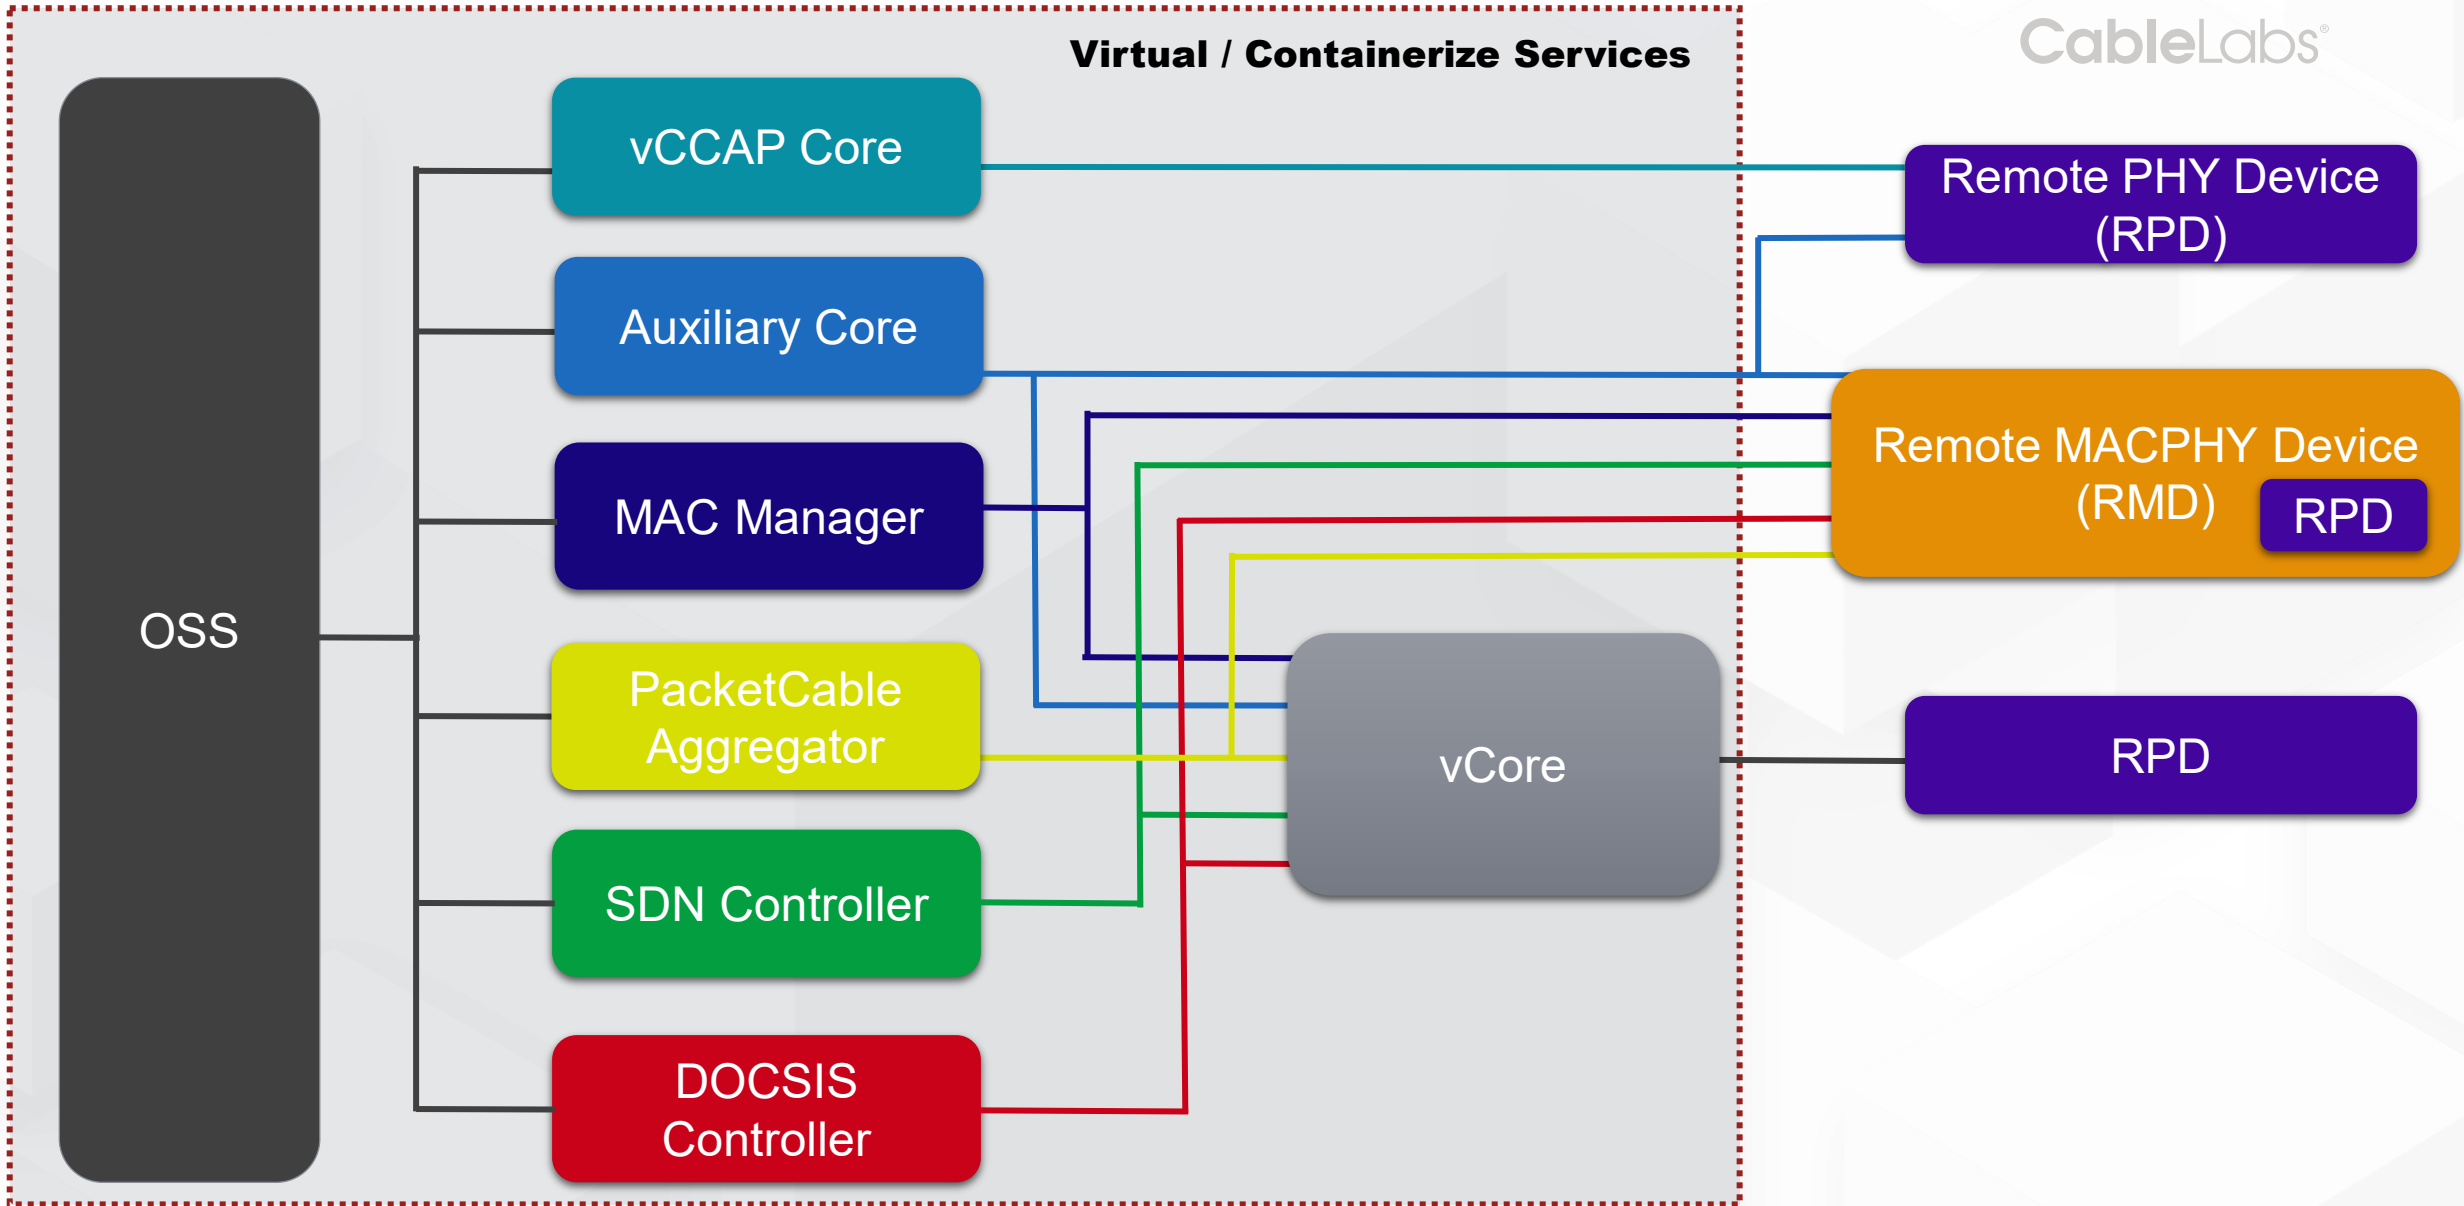 Virtual / Containerize Services
CableLabs®
OSS
vCCAP Core
Auxiliary Core
MAC Manager
PacketCable
Aggregator
SDN Controller
DOCSIS
Controller
vCore
Remote PHY Device
(RPD)
Remote MACPHY Device
(RMD)
RPD
RPD